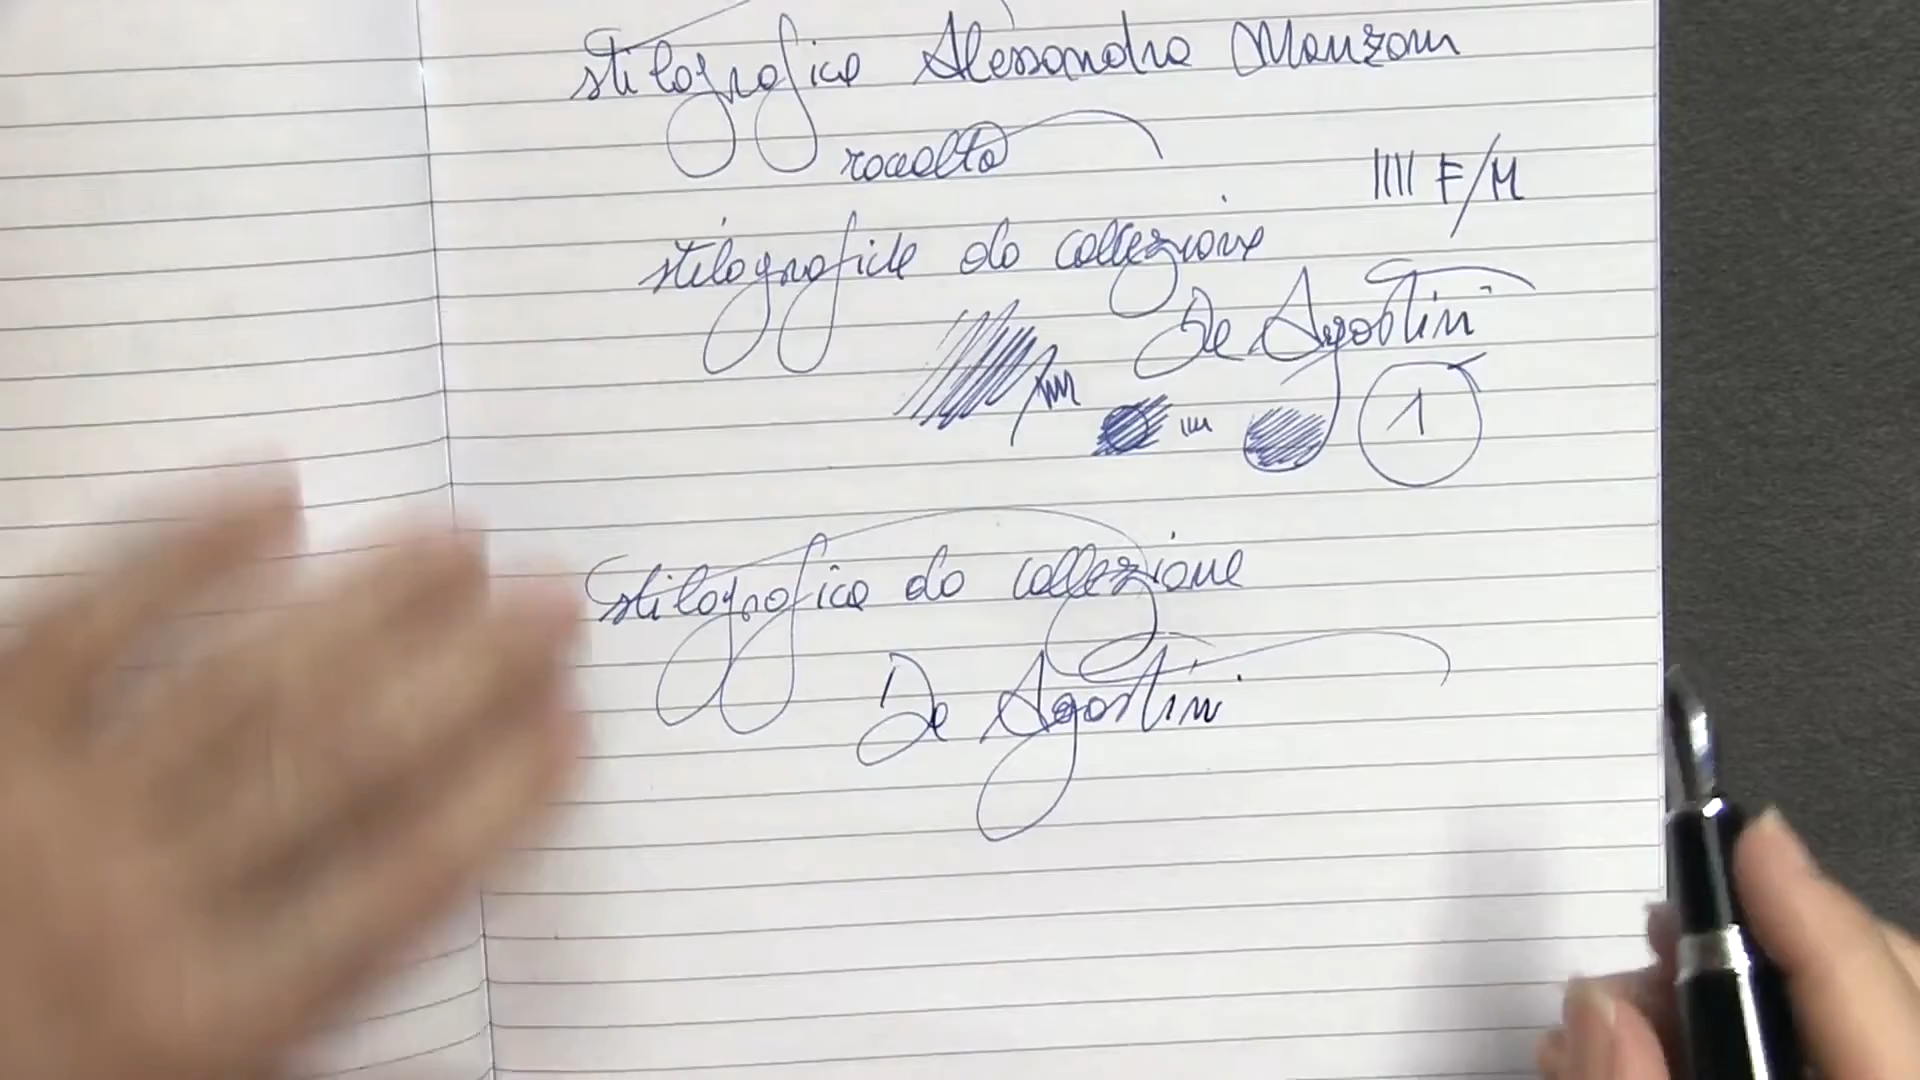 stilografica Alessandro Manzoni
raccolta
IIII F/M
stilografiche da collezione
De Agostini
1
stilografica da collezione
De Agostini